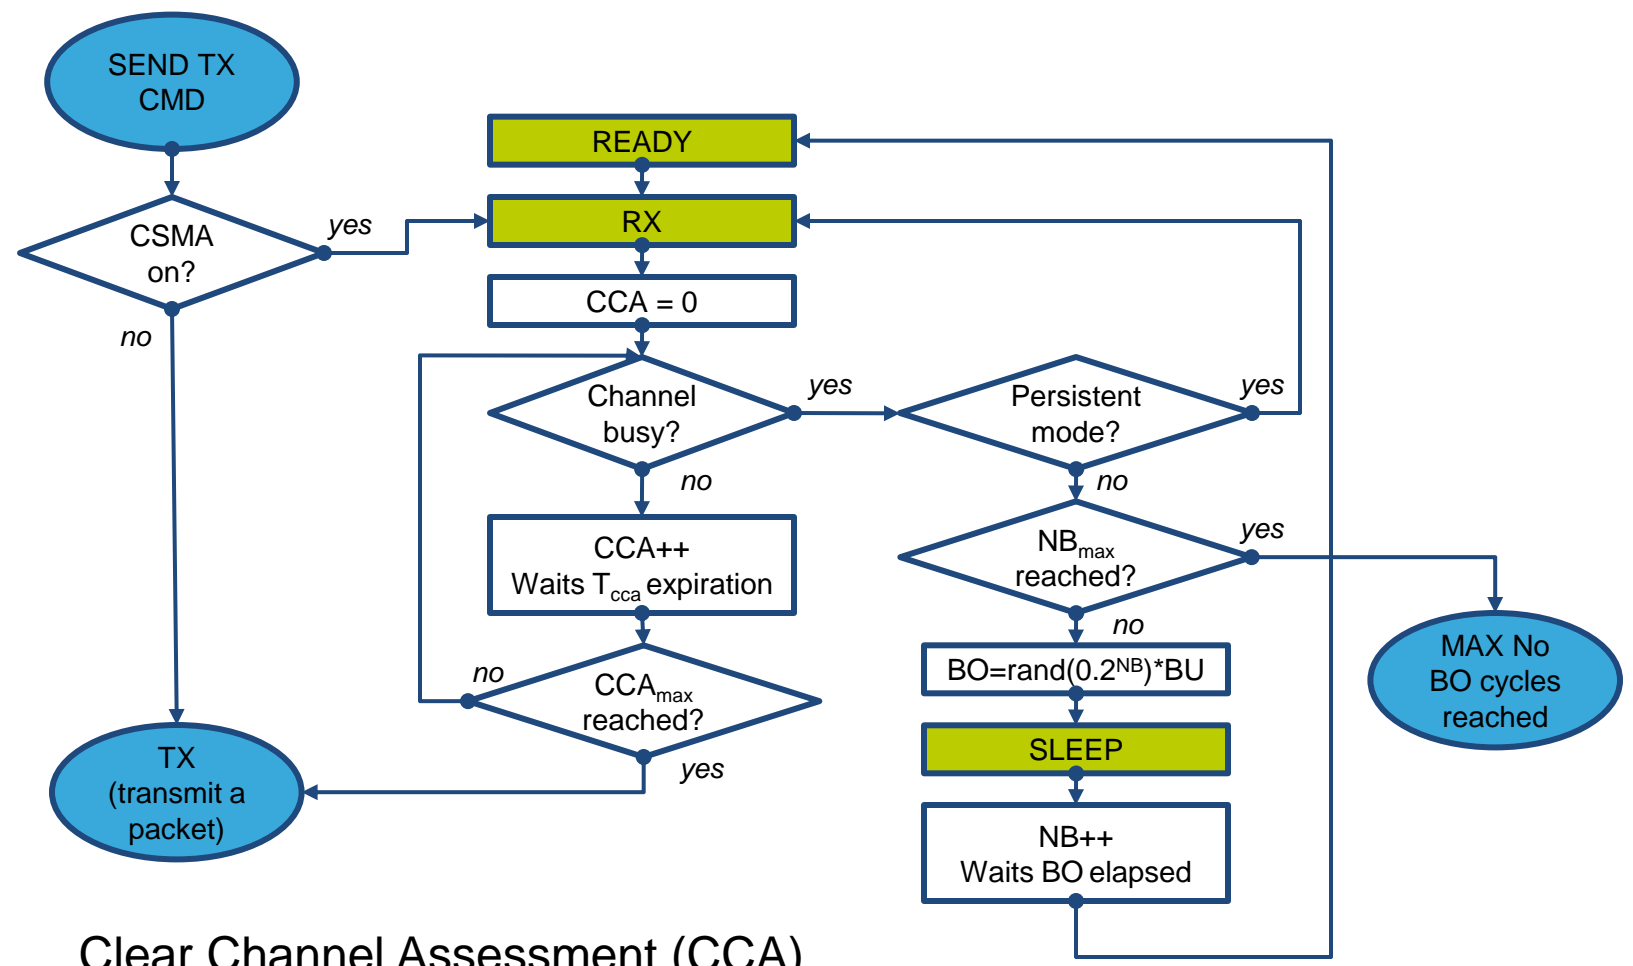 SEND TX
CMD
CSMA
on?
yes
no
READY
RX
CCA = 0
Channel
busy?
yes
no
Persistent
mode?
yes
no
CCA++
Waits Tcca expiration
NBmax
reached?
yes
no
CCAmax
reached?
no
yes
BO=rand(0.2^NB)*BU
SLEEP
NB++
Waits BO elapsed
MAX No
BO cycles
reached
TX
(transmit a
packet)
Clear Channel Assessment (CCA)